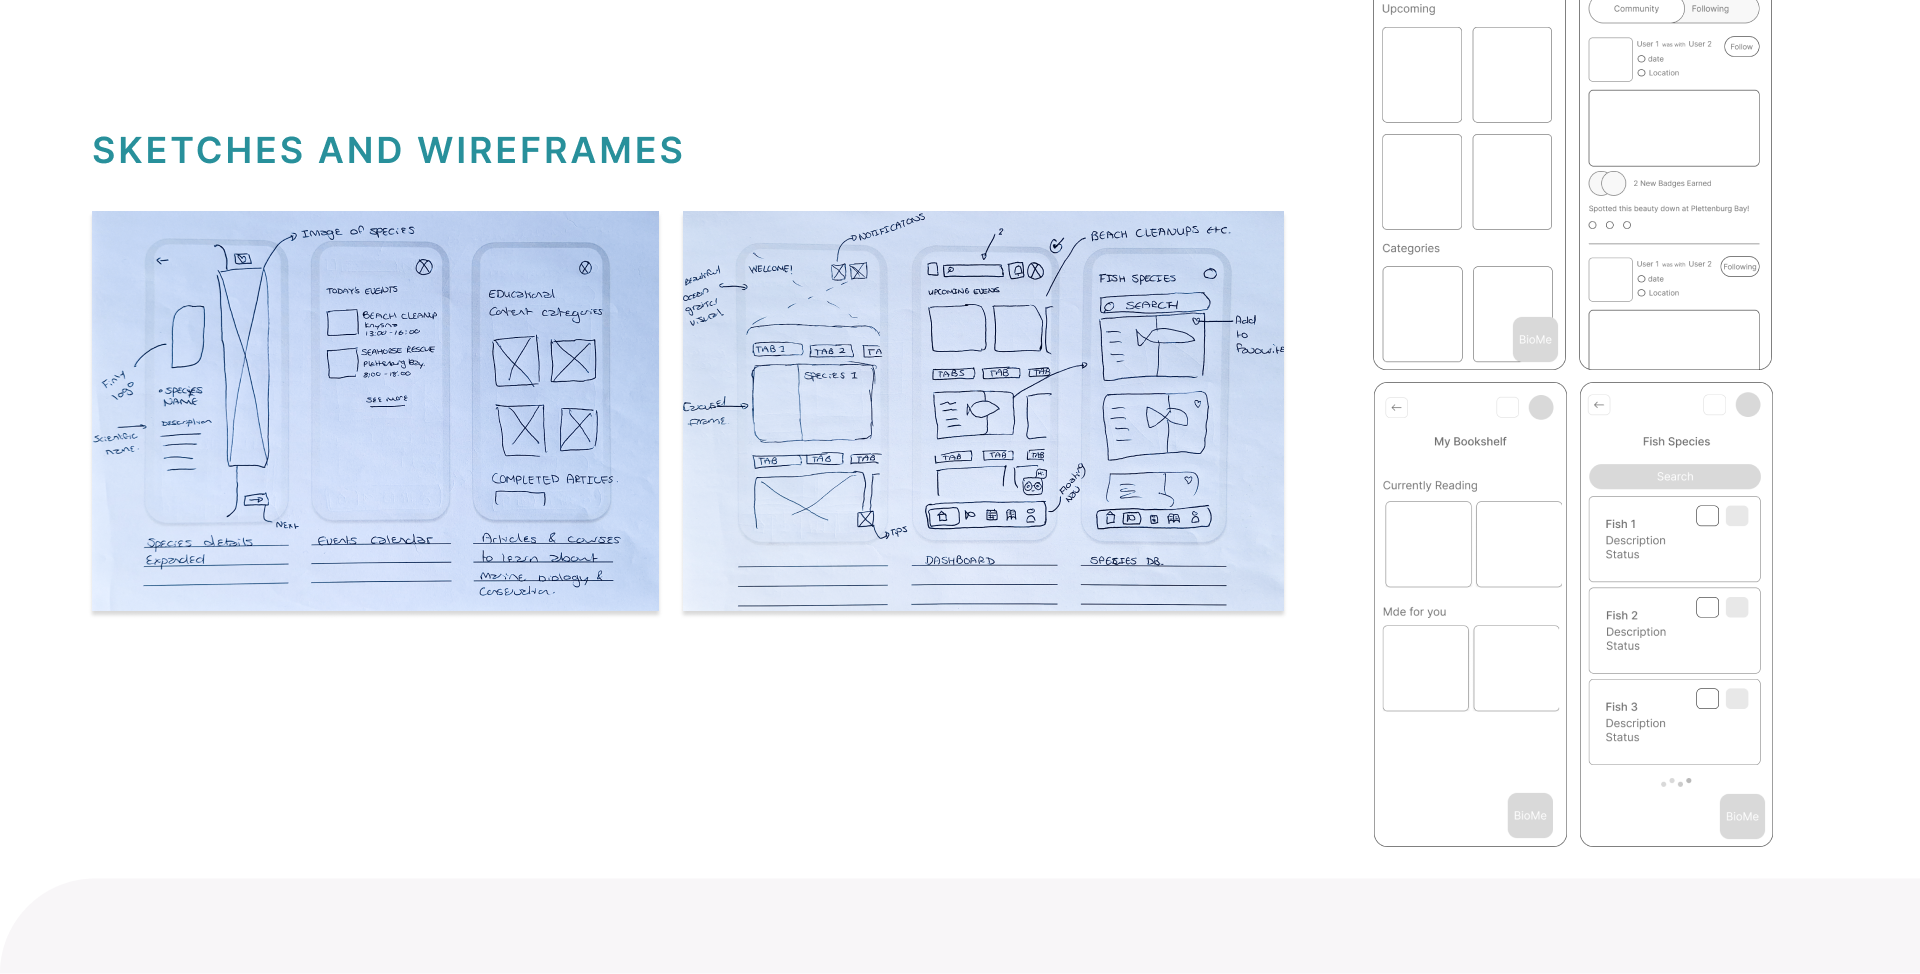 SKETCHES AND WIREFRAMES
Image of species
TODAY'S EVENTS
BEACH CLEANUP
Knysna
13:00 - 16:00
SEAHORSE RESCUE
Plettenburg Bay
8:00 - 18:00
SEE MORE
Educational
Content categories
COMPLETED ARTICES.
logo
SPECIES
NAME
Description
Scientific
name.
NEXT
Species details
Expanded
Events calendar
Articles & courses
to learn about
Marine biology &
Conservation.
NOTIFICATIONS
WELCOME!
Beautiful
ocean
visual
TAB 1
TAB 2
TA
Species 1
Carousel
Frame.
TAB
TAB
TAB
TIPS
2
UPCOMING EVENTS
TABS
TAB
TAB
TAB
TAB
TAB
Hi
Floating
NAV
DASHBOARD
BEACH CLEANUPS ETC.
FISH SPECIES
SEARCH
Add
to
favourite
SPECIES DB.
Upcoming
Categories
BioMe
Community
Following
User 1 was with User 2
Follow
date
Location
2 New Badges Earned
Spotted this beauty down at Plettenburg Bay!
User 1 was with User 2
Following
date
Location
My Bookshelf
Currently Reading
Mde for you
BioMe
Fish Species
Search
Fish 1
Description
Status
Fish 2
Description
Status
Fish 3
Description
Status
BioMe